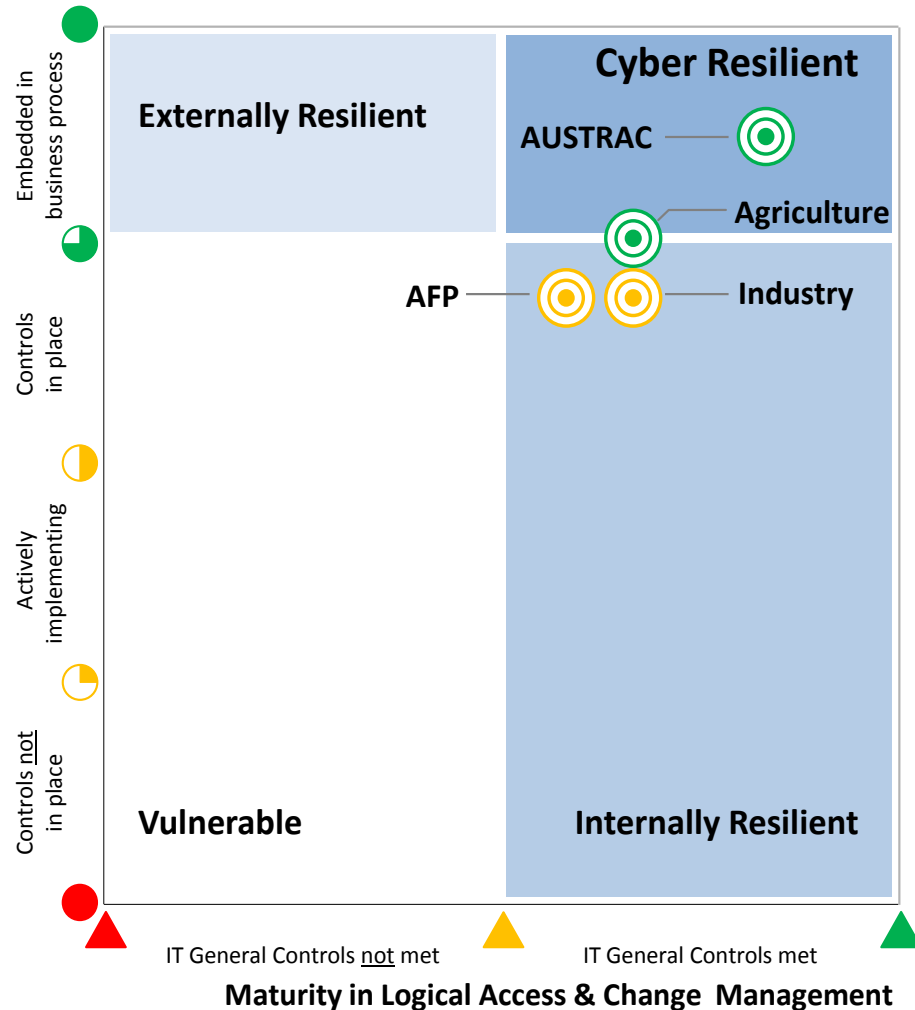 Embedded in
business process
Controls
in place
Actively
implementing
Controls not
in place
Externally Resilient
Cyber Resilient
AUSTRAC
Agriculture
AFP
Industry
Vulnerable
Internally Resilient
IT General Controls not met
IT General Controls met
Maturity in Logical Access & Change Management